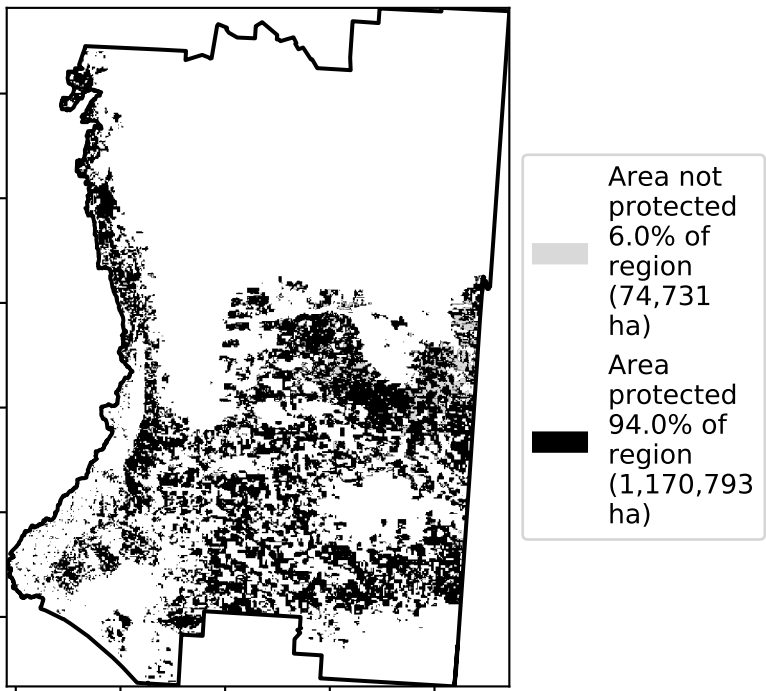 Area not
protected
6.0% of
region
(74,731
ha)
Area
protected
94.0% of
region
(1,170,793
ha)